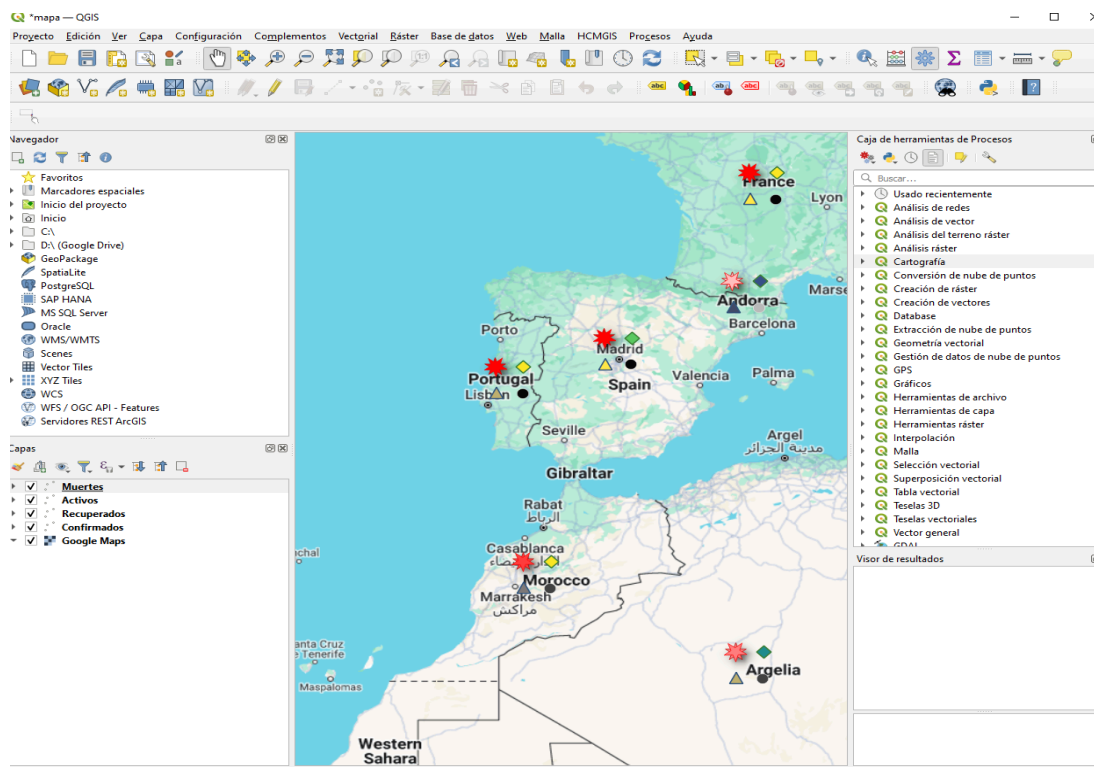 *mapa — QGIS
Proyecto Edición Ver Capa Configuración Complementos Vectorial Ráster Base de datos Web Malla HCMGIS Procesos Ayuda
abc abc abc
Navegador
Favoritos
Marcadores espaciales
Inicio del proyecto
Inicio
C:\
D:\ (Google Drive)
GeoPackage
SpatiaLite
PostgreSQL
SAP HANA
MS SQL Server
Oracle
WMS/WMTS
Scenes
Vector Tiles
XYZ Tiles
WCS
WFS / OGC API - Features
Servidores REST ArcGIS
Capas
Muertes
Activos
Recuperados
Confirmados
Google Maps
France
Lyon
Marse
Andorra
Barcelona
Porto
Madrid
Portugal
Lisbon
Spain
Valencia
Palma
Seville
Argel
مدينة الجزائر
Gibraltar
Rabat
الرباط
Casablanca
Morocco
Marrakesh
مراكش
nchal
anta Cruz
e Tenerife
Maspalomas
Argelia
Western
Sahara
Caja de herramientas de Procesos
Buscar...
Usado recientemente
Análisis de redes
Análisis de vector
Análisis del terreno ráster
Análisis ráster
Cartografía
Conversión de nube de puntos
Creación de ráster
Creación de vectores
Database
Extracción de nube de puntos
Geometría vectorial
Gestión de datos de nube de puntos
GPS
Gráficos
Herramientas de archivo
Herramientas de capa
Herramientas ráster
Interpolación
Malla
Selección vectorial
Superposición vectorial
Tabla vectorial
Teselas 3D
Teselas vectoriales
Vector general
GDAL
Visor de resultados